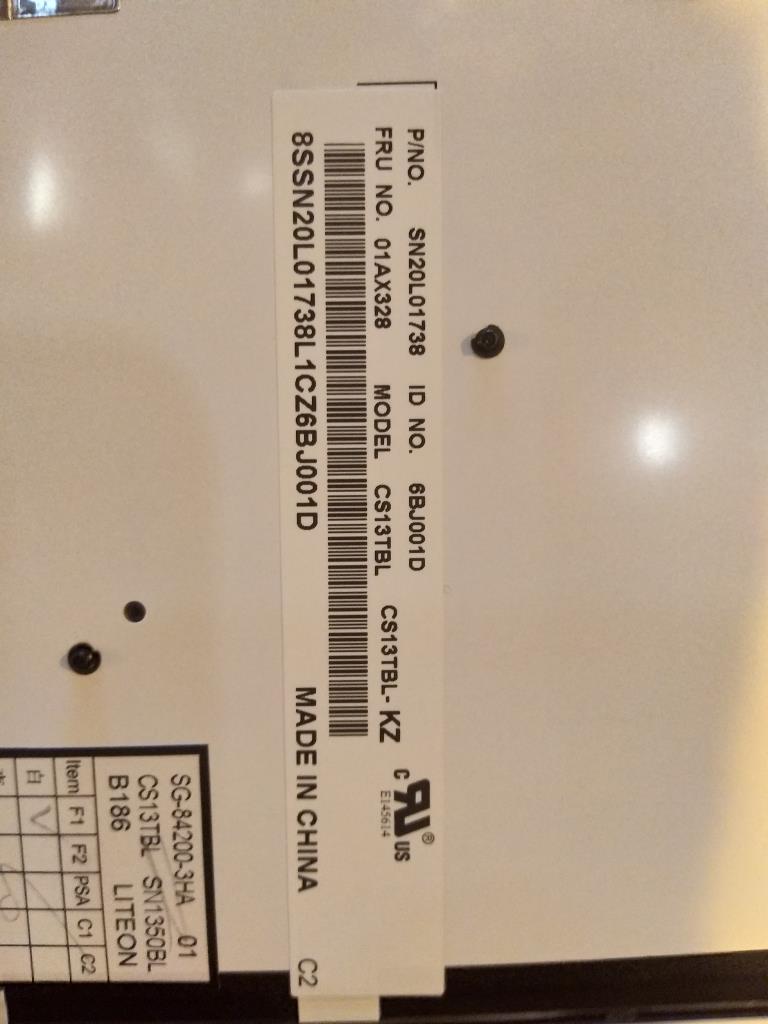 P/NO. SN20L01738 ID NO. 6BJ001D
FRU NO. 01AX328 MODEL CS13TBL CS13TBL-KZ
8SSN20L01738L1CZ6BJ001D MADE IN CHINA C2
C RU ® US
E145614
SG-84200-3HA 01
CS13TBL SN1350BL
B186 LITEON
Item F1 F2 PSA C1 C2
白